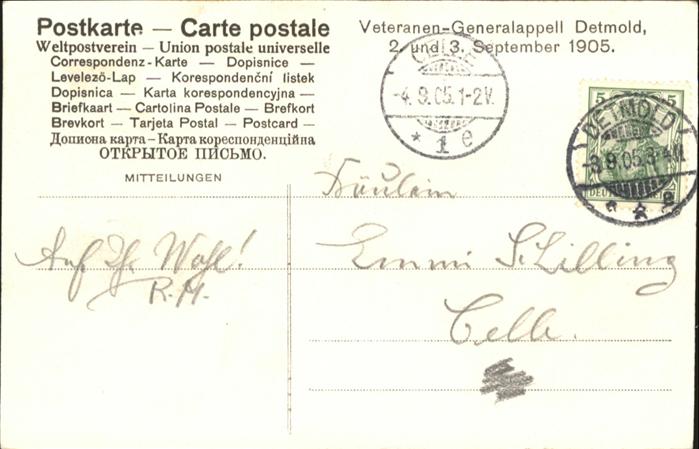 Postkarte — Carte postale
Weltpostverein — Union postale universelle
Correspondenz-Karte — Dopisnice —
Levelező-Lap — Korespondenční listek
Dopisnica — Karta korespondencyjna —
Briefkaart — Cartolina Postale — Brefkort
Brevkort — Tarjeta Postal — Postcard —
Дописна карта — Карта кореспонденційна
ОТКРЫТОЕ ПИСЬМО.
MITTEILUNGEN
Veteranen-Generalappell Detmold,
2. und 3. September 1905.
CELLE
-4.9.05.1-2V.
* 1 e
5
DETMOLD
-3.9.05.
Auf Ihr Wohl!
R.H.
Fräulein
Emmi Schilling
Celle.